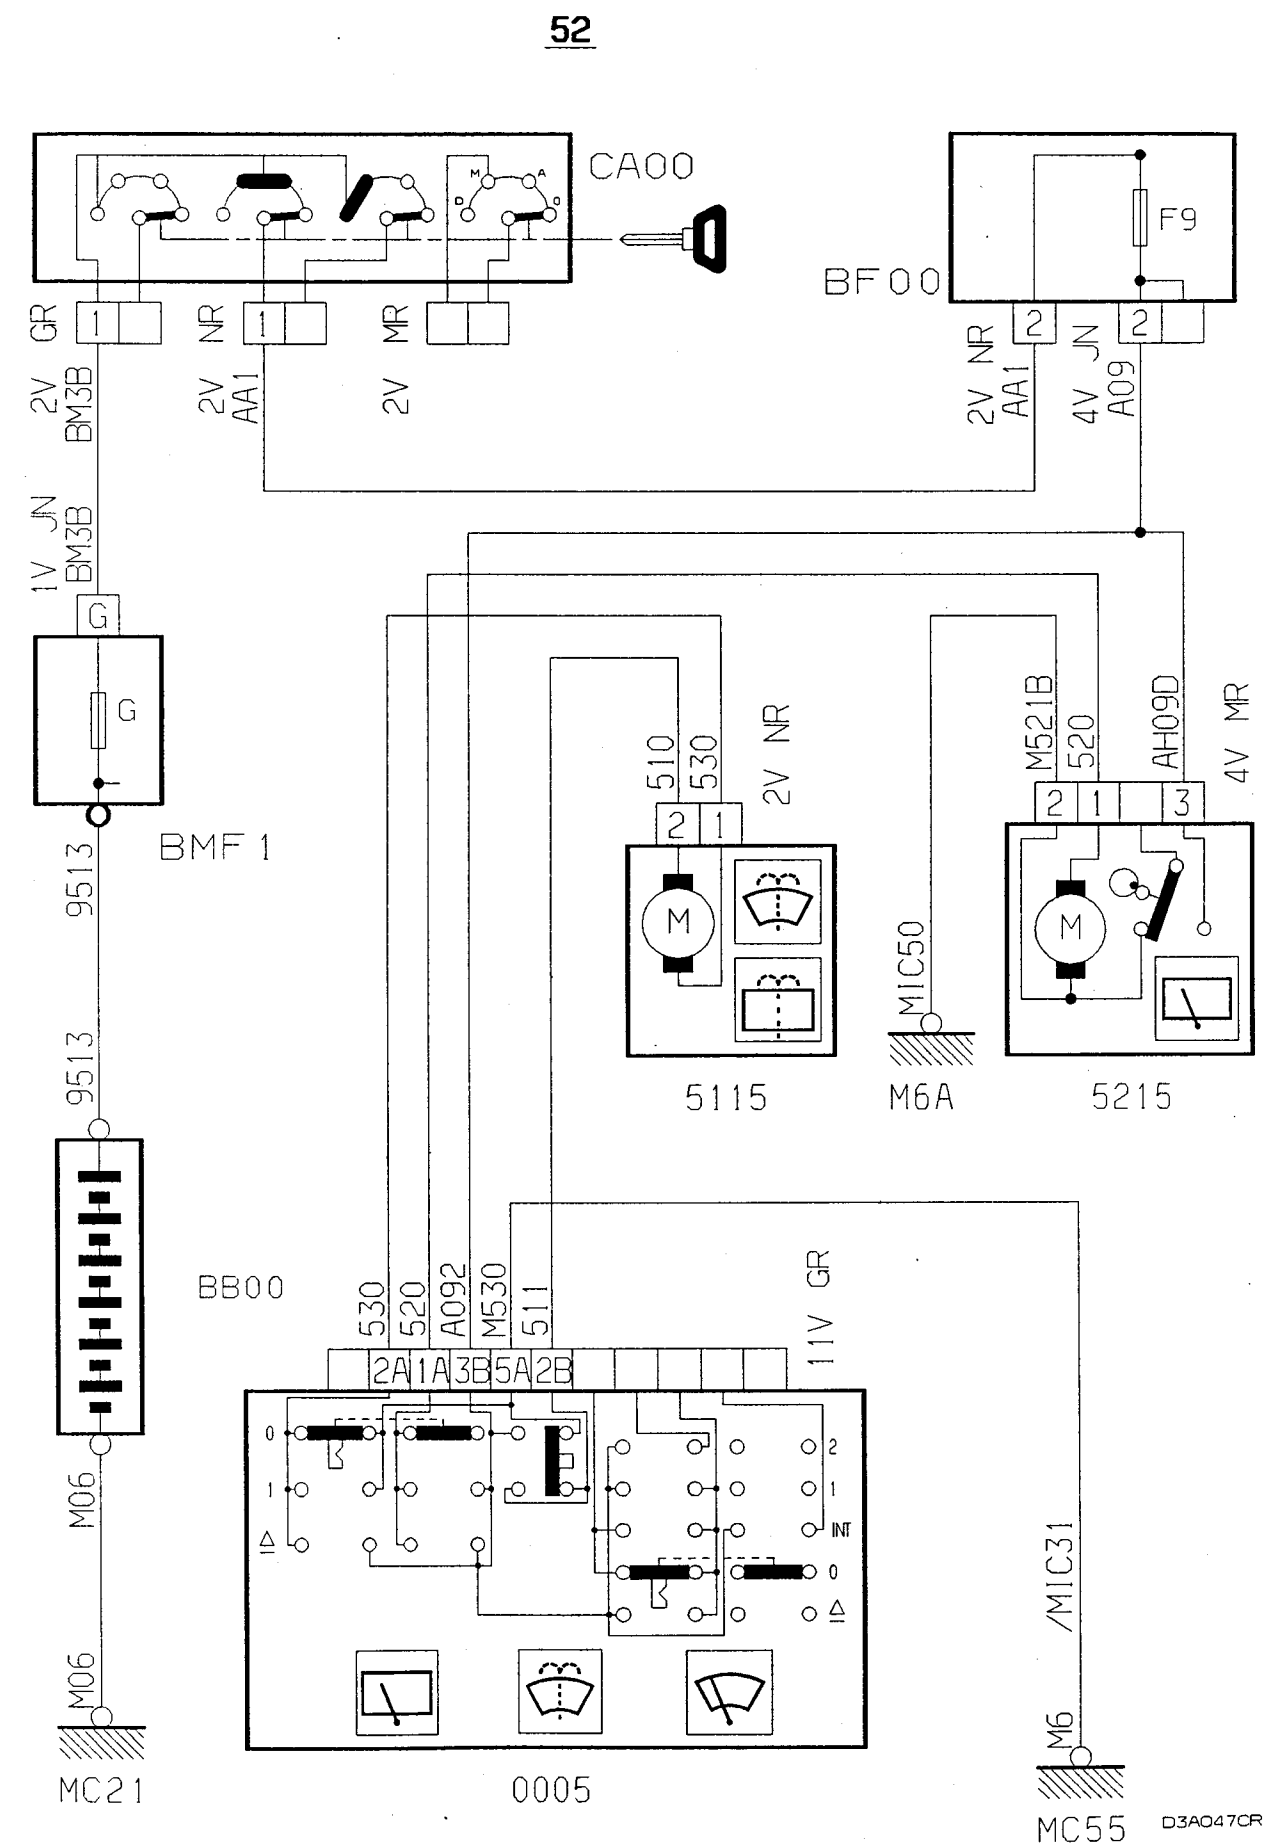 52
CA00
M
A
D
D
F9
BF00
GR
1
NR
1
MR
2V
BM3B
2V
AA1
2V
2
2
2V NR
AA1
4V JN
A09
1V JN
BM3B
G
G
BMF1
9513
9513
M521B
520
AH09D
4V MR
510
530
2V NR
2
1
M
2
1
3
M
MIC50
5115
M6A
5215
BB00
530
520
A092
M530
511
11V GR
2A
1A
3B
5A
2B
0
1
2
1
INT
0
M06
M06
/MIC31
M6
MC21
0005
MC55
D3A047CR